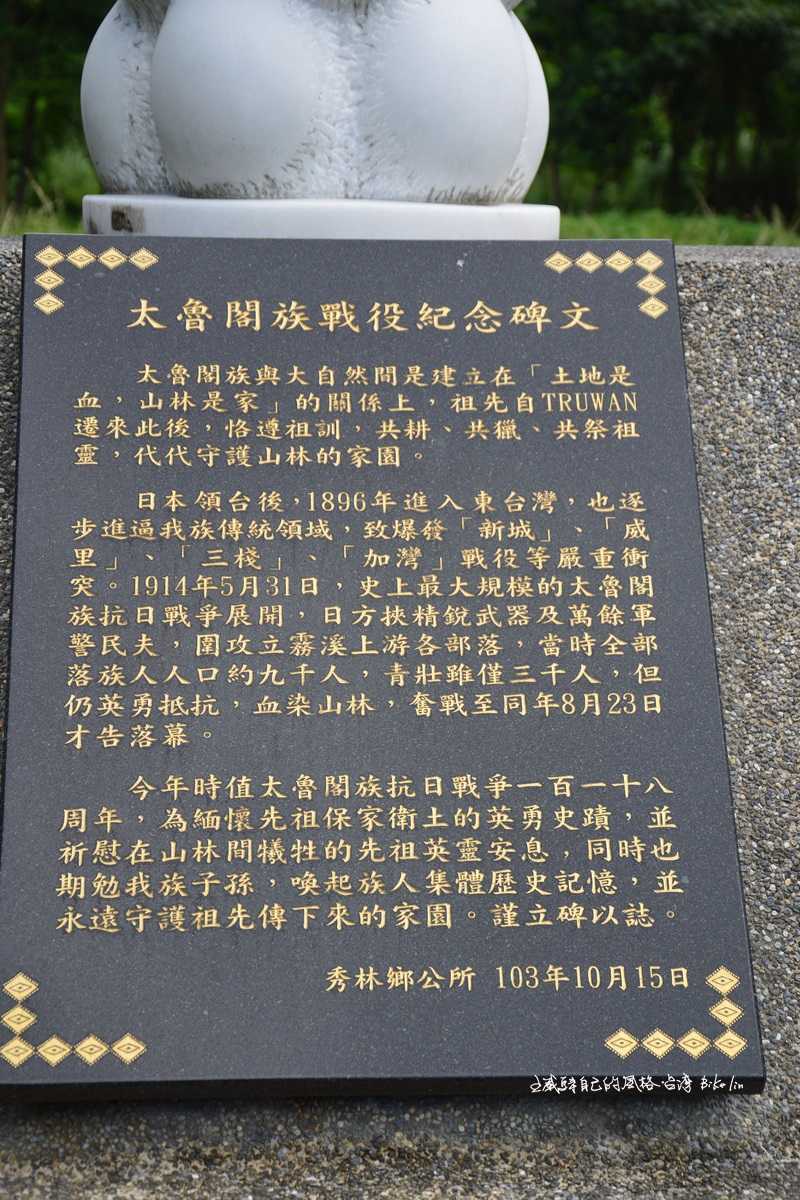 太魯閣族戰役紀念碑文
太魯閣族與大自然間是建立在「土地是
血，山林是家」的關係上，祖先自TRUWAN
遷來此後，恪遵祖訓，共耕、共獵、共祭祖
靈，代代守護山林的家園。
日本領台後，1896年進入東台灣，也逐
步進逼我族傳統領域，致爆發「新城」、「威
里」、「三棧」、「加灣」戰役等嚴重衝
突。1914年5月31日，史上最大規模的太魯閣
族抗日戰爭展開，日方挾精銳武器及萬餘軍
警民夫，圍攻立霧溪上游各部落，當時全部
落族人人口約九千人，青壯雖僅三千人，但
仍英勇抵抗，血染山林，奮戰至同年8月23日
才告落幕。
今年時值太魯閣族抗日戰爭一百一十八
周年，為緬懷先祖保家衛土的英勇史蹟，並
祈慰在山林間犧牲的先祖英靈安息，同時也
期勉我族子孫，喚起族人集體歷史記憶，並
永遠守護祖先傳下來的家園。謹立碑以誌。
秀林鄉公所 103年10月15日
自己的風格.台灣 Biko lin